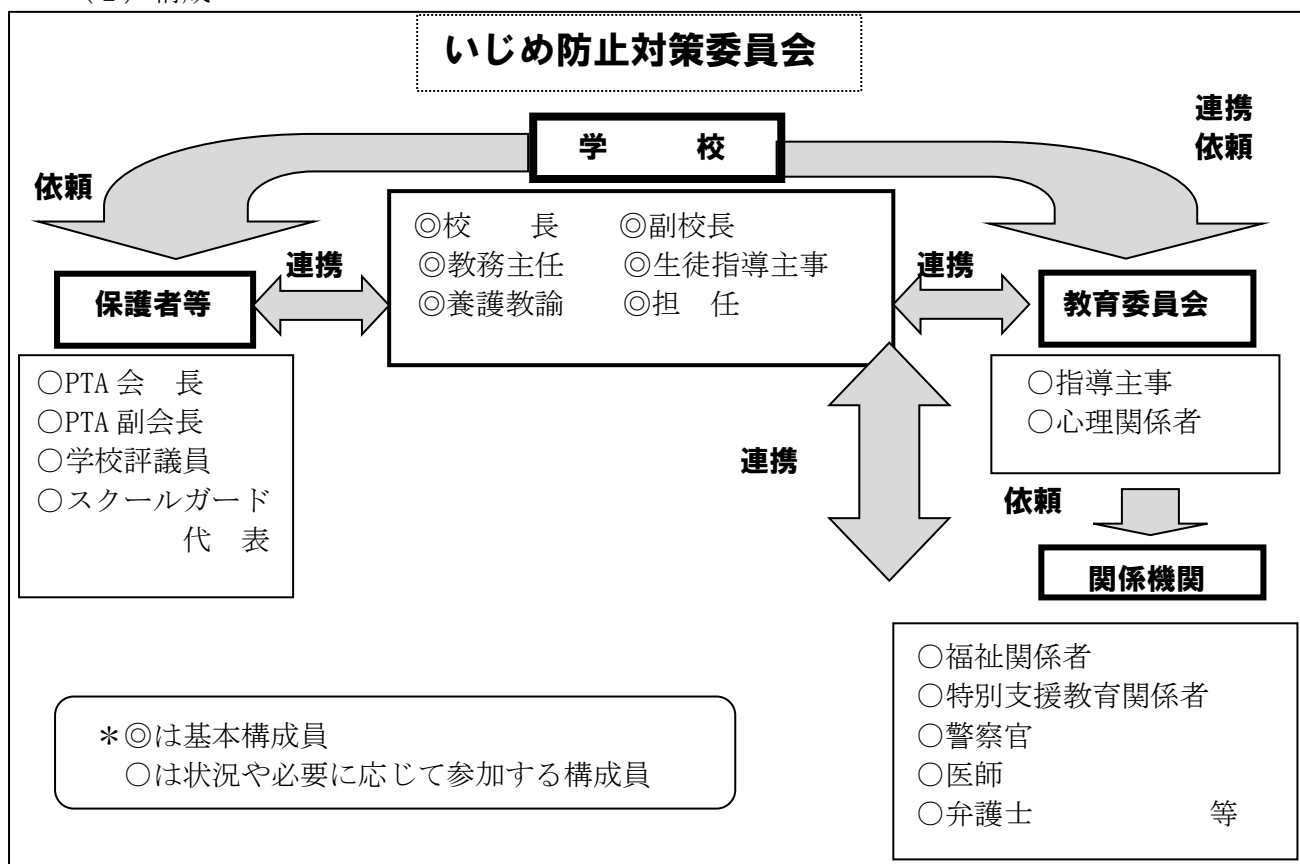 いじめ防止対策委員会
連携
依頼
学　　校
依頼
◎校　　長　　◎副校長
◎教務主任　　◎生徒指導主事
◎養護教諭　　◎担　任
連携
連携
保護者等
教育委員会
○PTA 会　長
○PTA 副会長
○学校評議員
○スクールガード
代　表
○指導主事
○心理関係者
連携
依頼
関係機関
○福祉関係者
○特別支援教育関係者
○警察官
○医師
○弁護士　　　　　等
＊◎は基本構成員
○は状況や必要に応じて参加する構成員